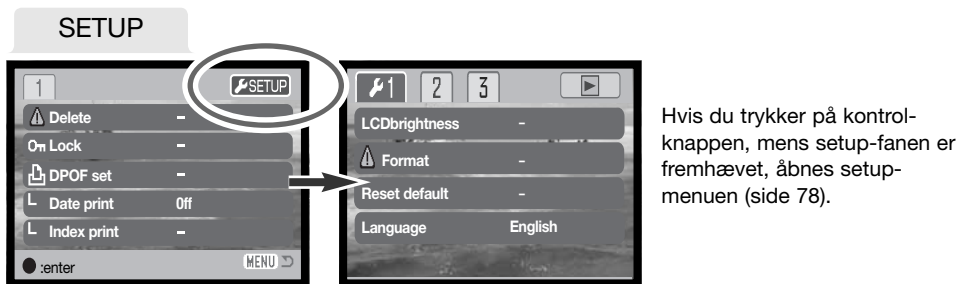 SETUP
1 SETUP
Delete –
Lock –
DPOF set –
Date print 0ff
Index print –
:enter MENU
1 2 3
LCDbrightness –
Format –
Reset default –
Language English
Hvis du trykker på kontrol-
knappen, mens setup-fanen er
fremhævet, åbnes setup-
menuen (side 78).